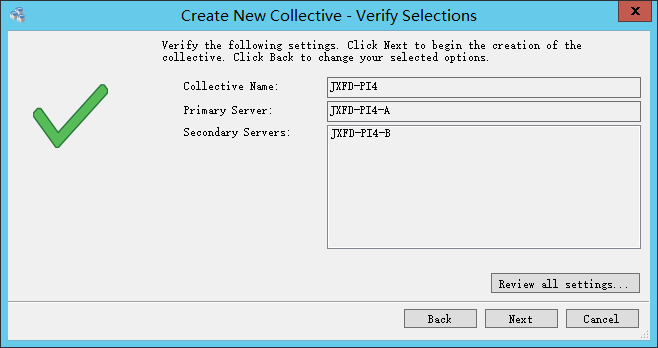 Create New Collective - Verify Selections
x
Verify the following settings. Click Next to begin the creation of the
collective. Click Back to change your selected options.
Collective Name: JXFD-PI4
Primary Server: JXFD-PI4-A
Secondary Servers: JXFD-PI4-B
Review all settings...
Back Next Cancel